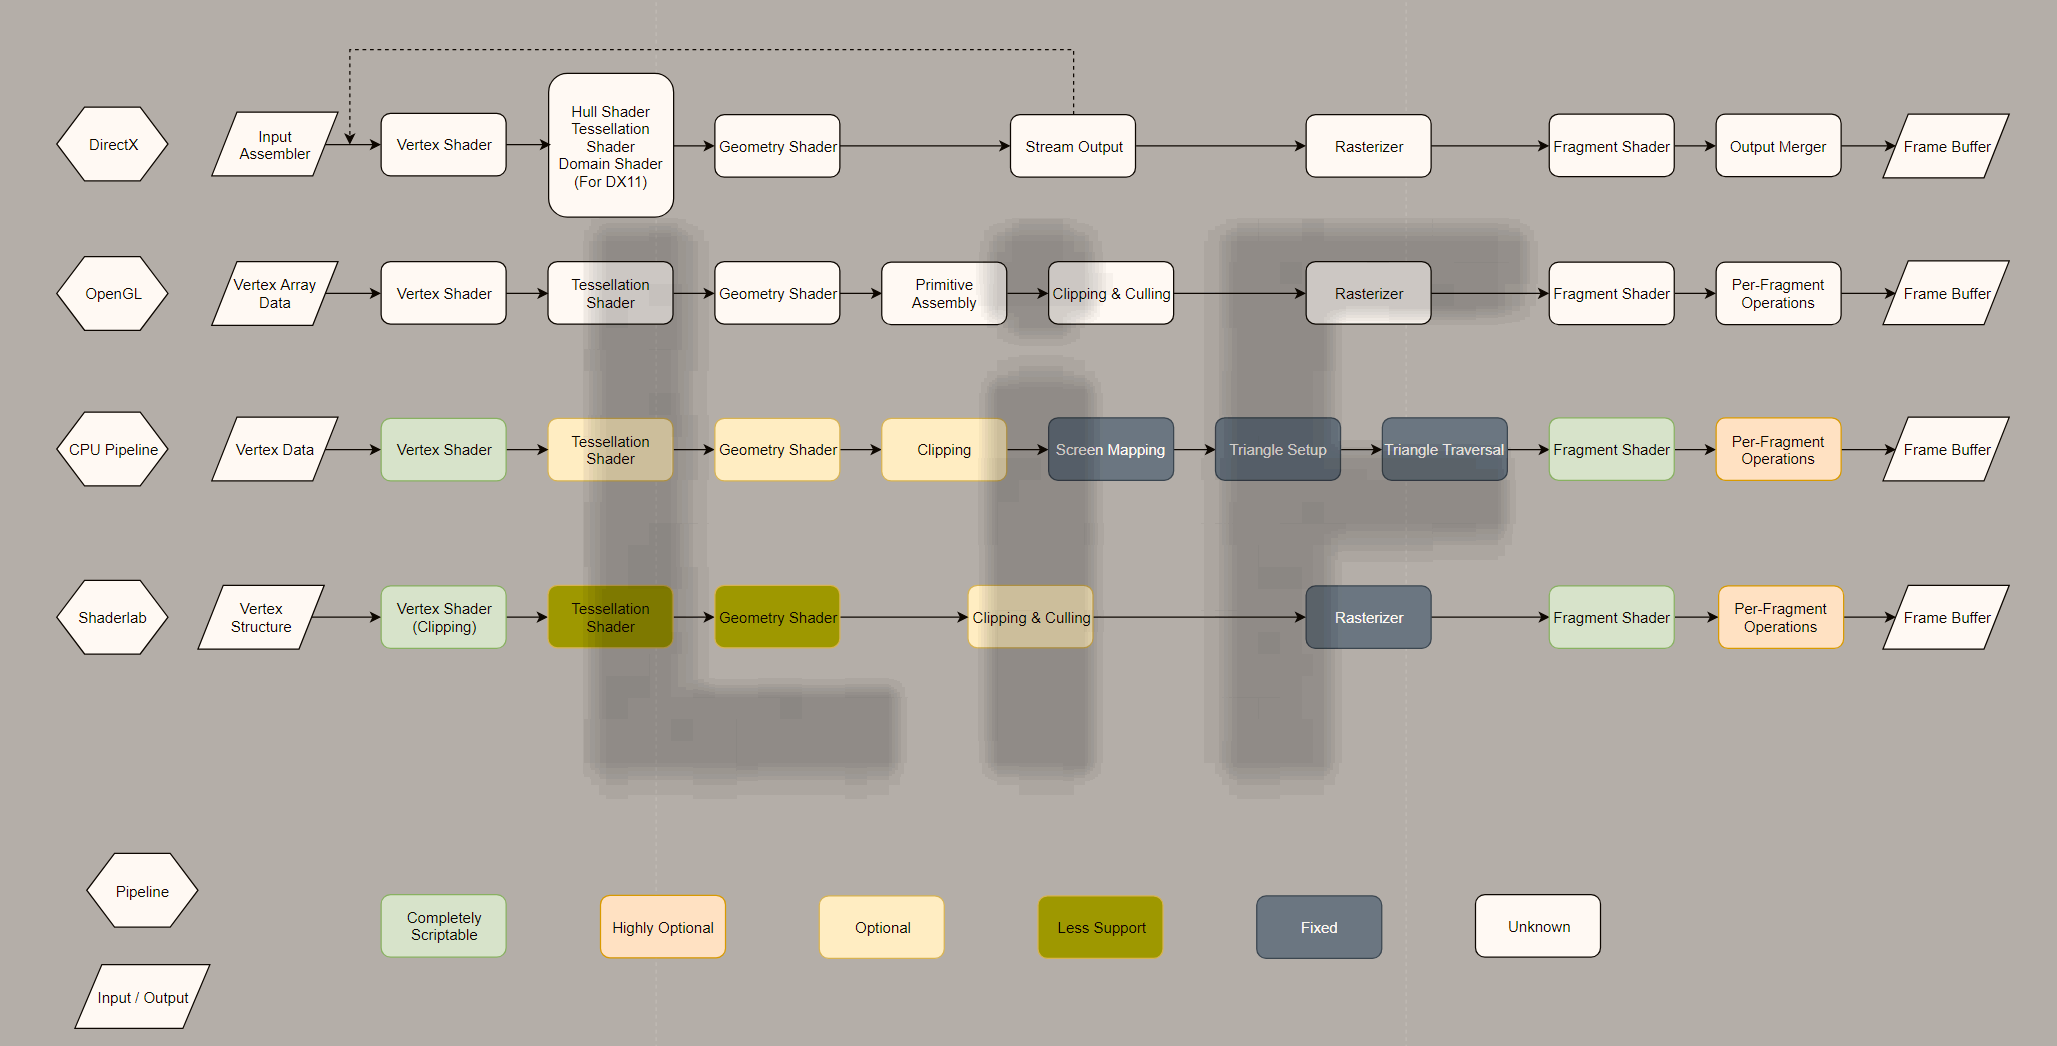 DirectX
Input
Assembler
Vertex Shader
Hull Shader
Tessellation
Shader
Domain Shader
(For DX11)
Geometry Shader
Stream Output
Rasterizer
Fragment Shader
Output Merger
Frame Buffer
OpenGL
Vertex Array
Data
Vertex Shader
Tessellation
Shader
Geometry Shader
Primitive
Assembly
Clipping & Culling
Rasterizer
Fragment Shader
Per-Fragment
Operations
Frame Buffer
CPU Pipeline
Vertex Data
Vertex Shader
Tessellation
Shader
Geometry Shader
Clipping
Screen Mapping
Triangle Setup
Triangle Traversal
Fragment Shader
Per-Fragment
Operations
Frame Buffer
Shaderlab
Vertex
Structure
Vertex Shader
(Clipping)
Tessellation
Shader
Geometry Shader
Clipping & Culling
Rasterizer
Fragment Shader
Per-Fragment
Operations
Frame Buffer
LiF
Pipeline
Completely
Scriptable
Highly Optional
Optional
Less Support
Fixed
Unknown
Input / Output